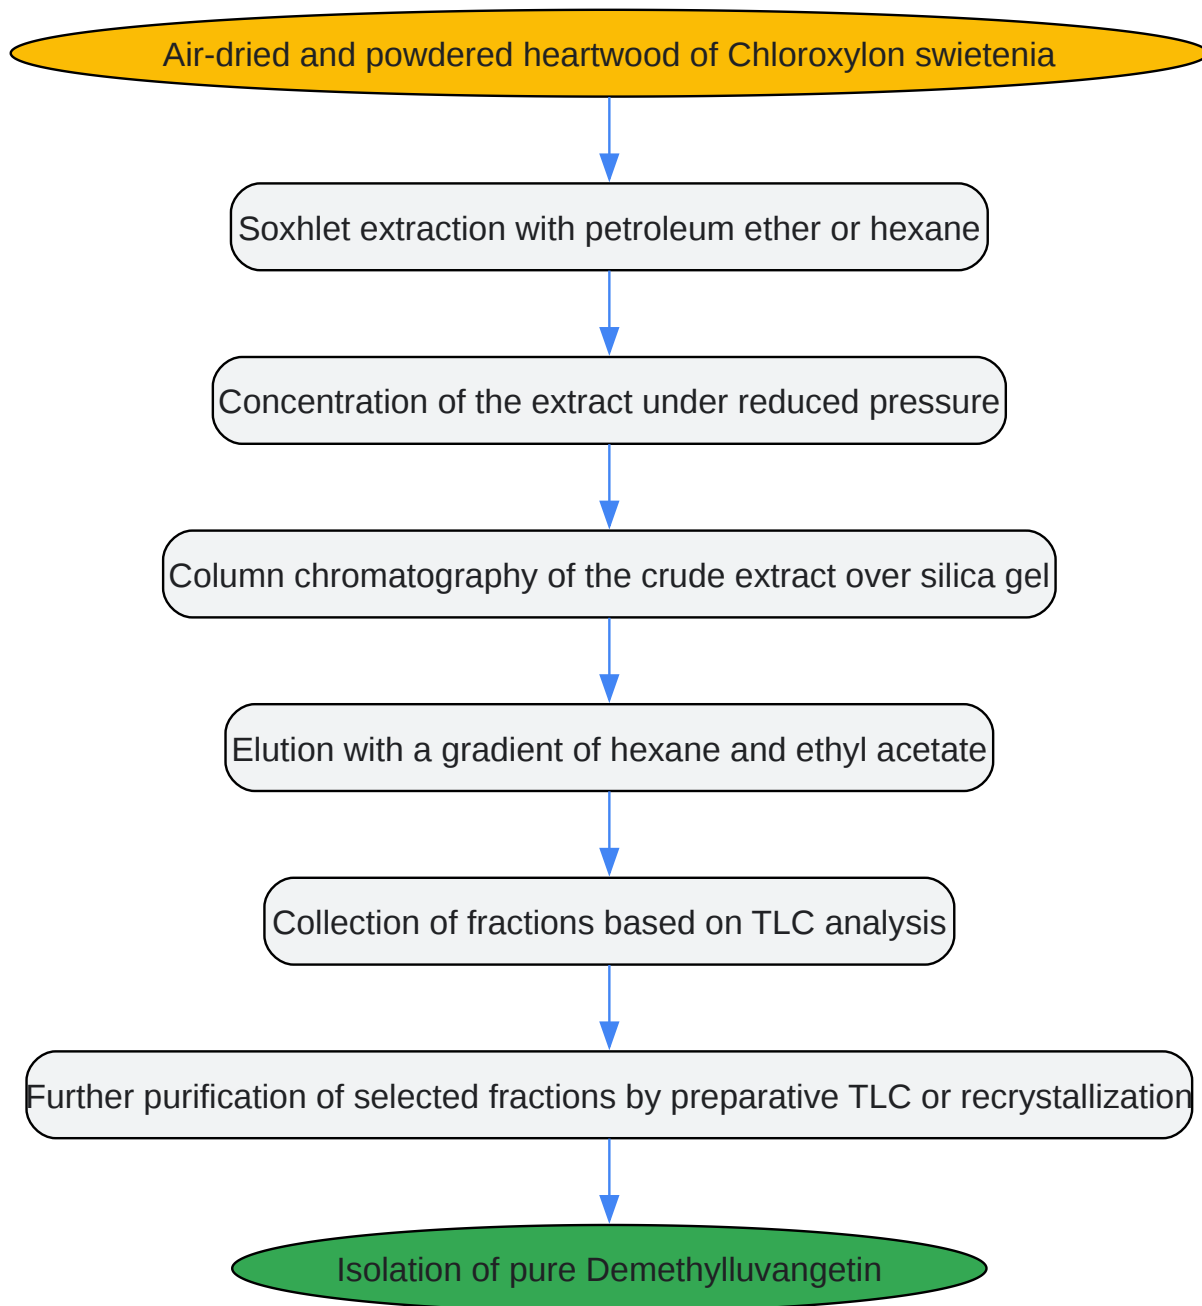 Air-dried and powdered heartwood of Chloroxylon swietenia
Soxhlet extraction with petroleum ether or hexane
Concentration of the extract under reduced pressure
Column chromatography of the crude extract over silica gel
Elution with a gradient of hexane and ethyl acetate
Collection of fractions based on TLC analysis
Further purification of selected fractions by preparative TLC or recrystallization
Isolation of pure Demethylluvangetin